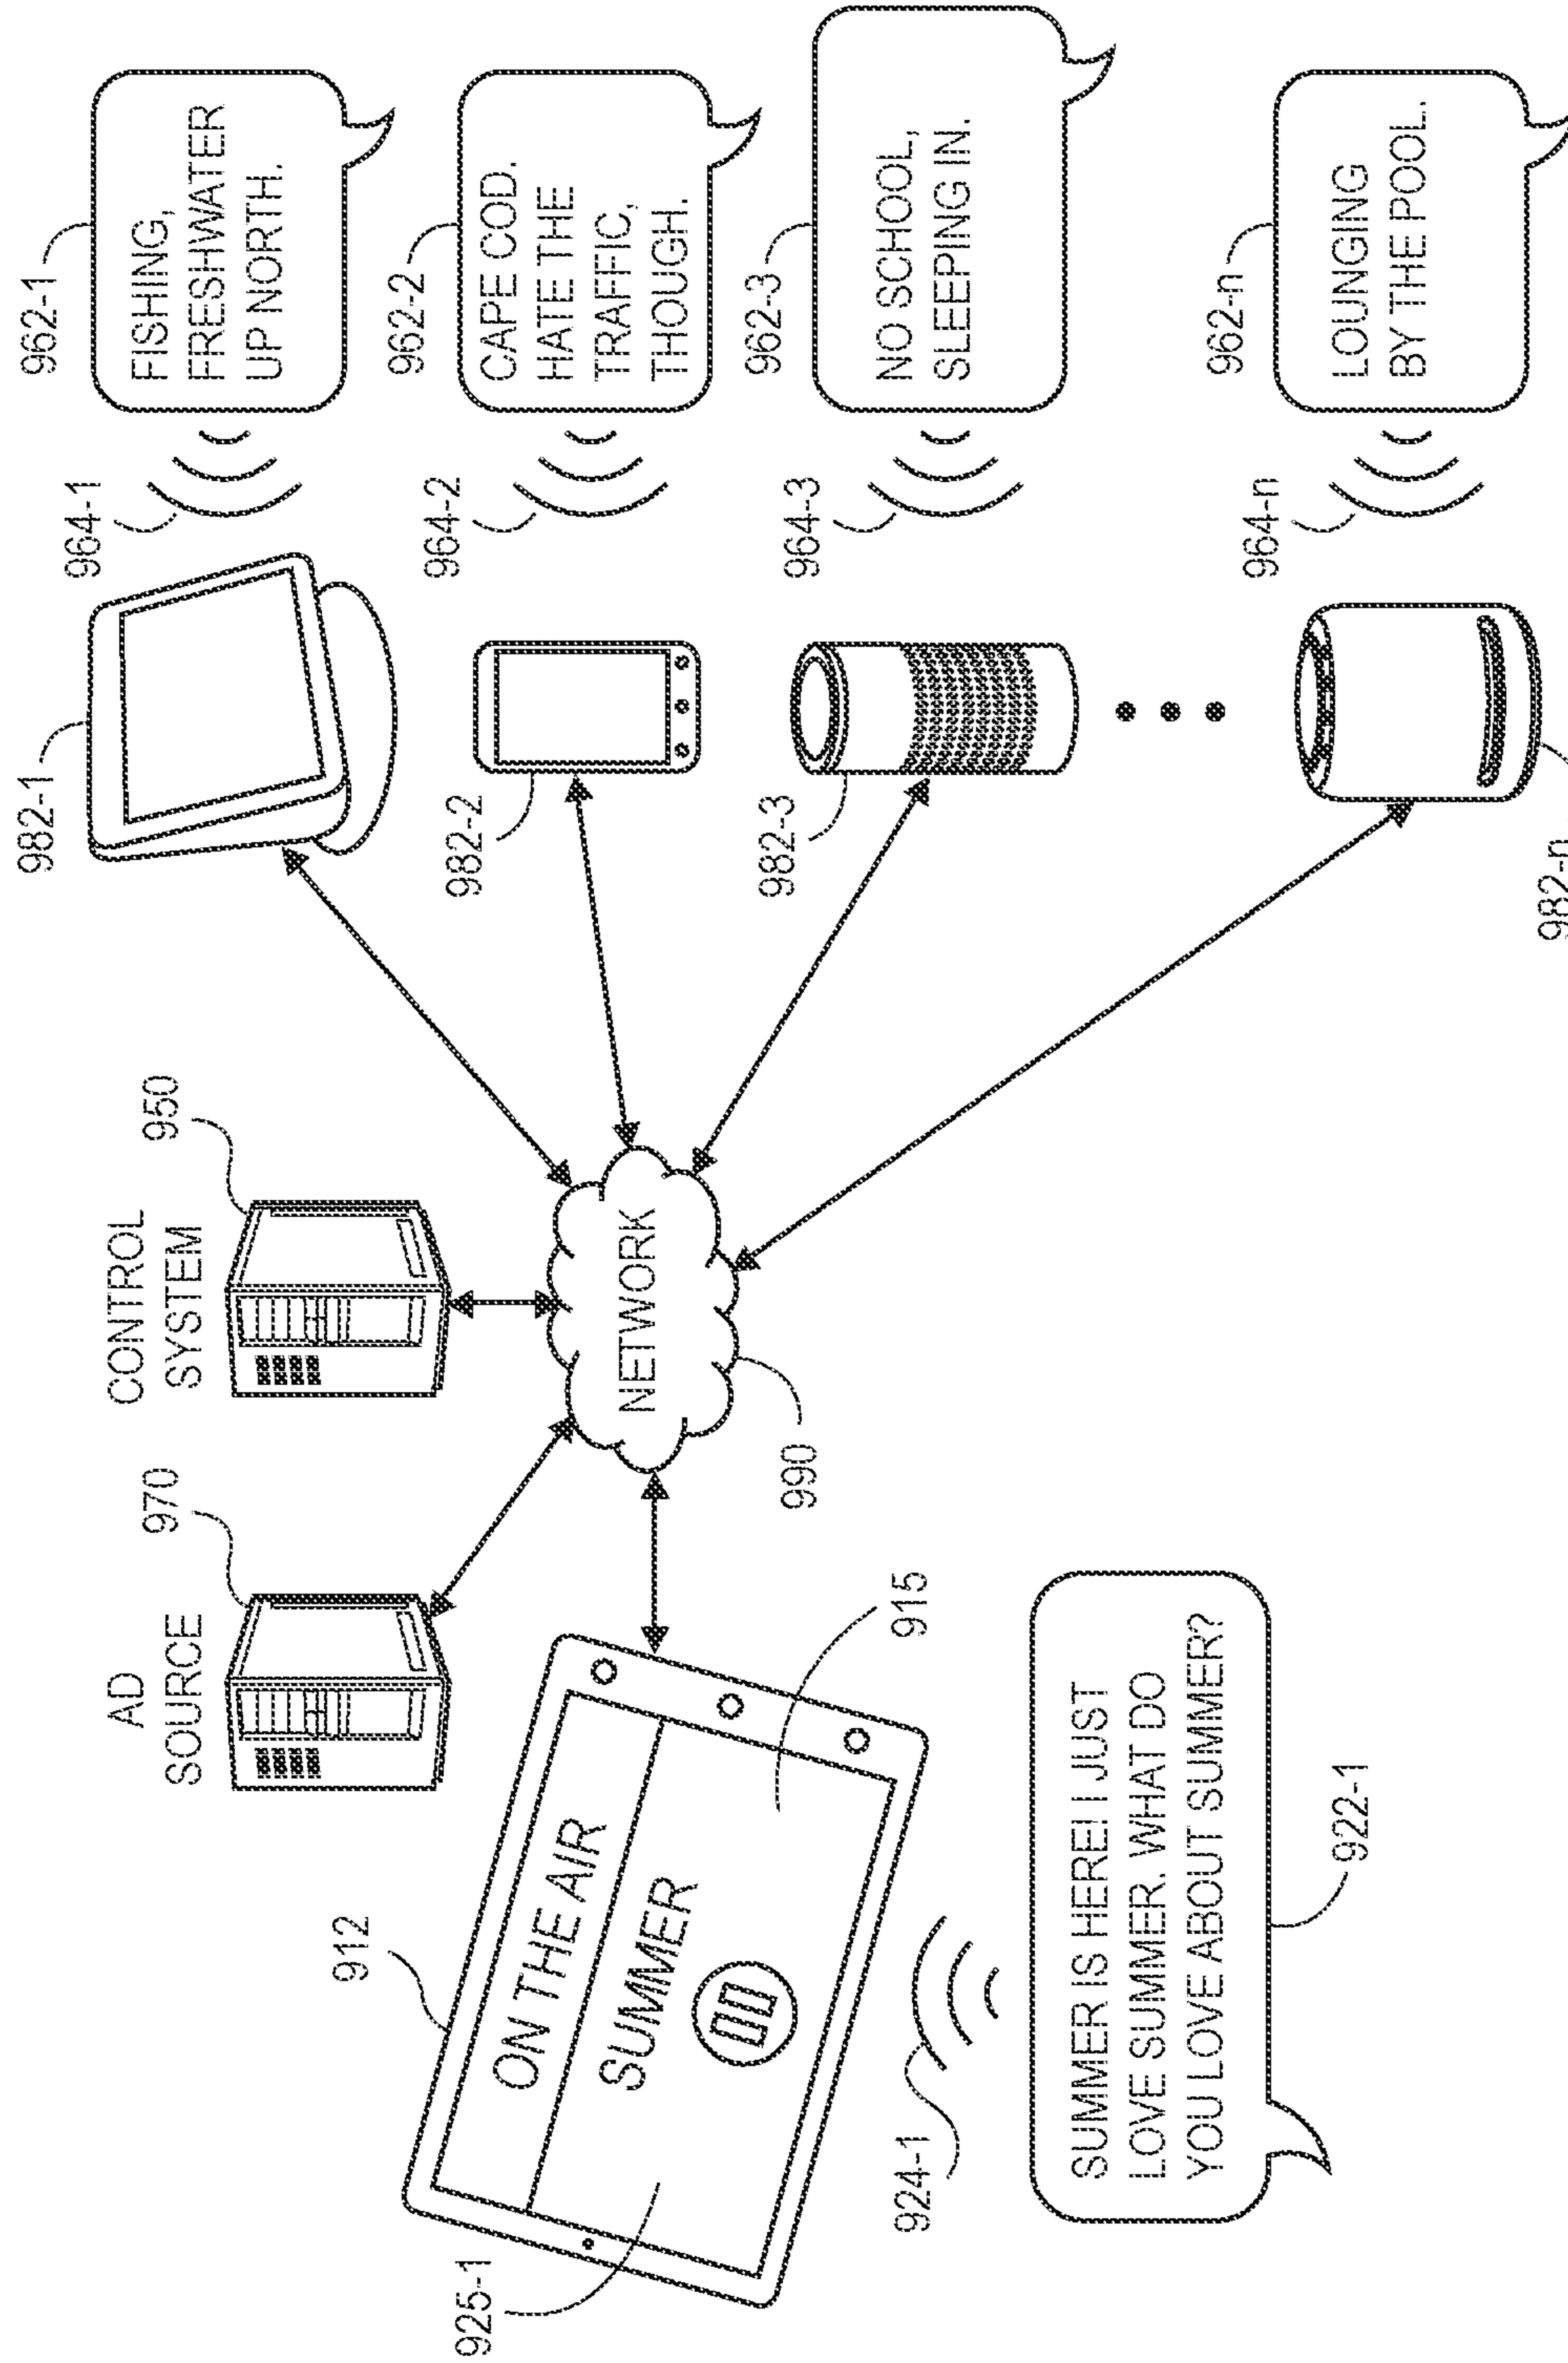 AD
SOURCE
970
CONTROL
SYSTEM
950
982-1
964-1
962-1
FISHING,
FRESHWATER
UP NORTH.
912
925-1
ON THE AIR
SUMMER
915
NETWORK
990
982-2
964-2
962-2
CAPE COD.
HATE THE
TRAFFIC,
THOUGH.
982-3
964-3
962-3
NO SCHOOL,
SLEEPING IN.
924-1
SUMMER IS HERE! I JUST
LOVE SUMMER. WHAT DO
YOU LOVE ABOUT SUMMER?
922-1
982-n
964-n
962-n
LOUNGING
BY THE POOL.